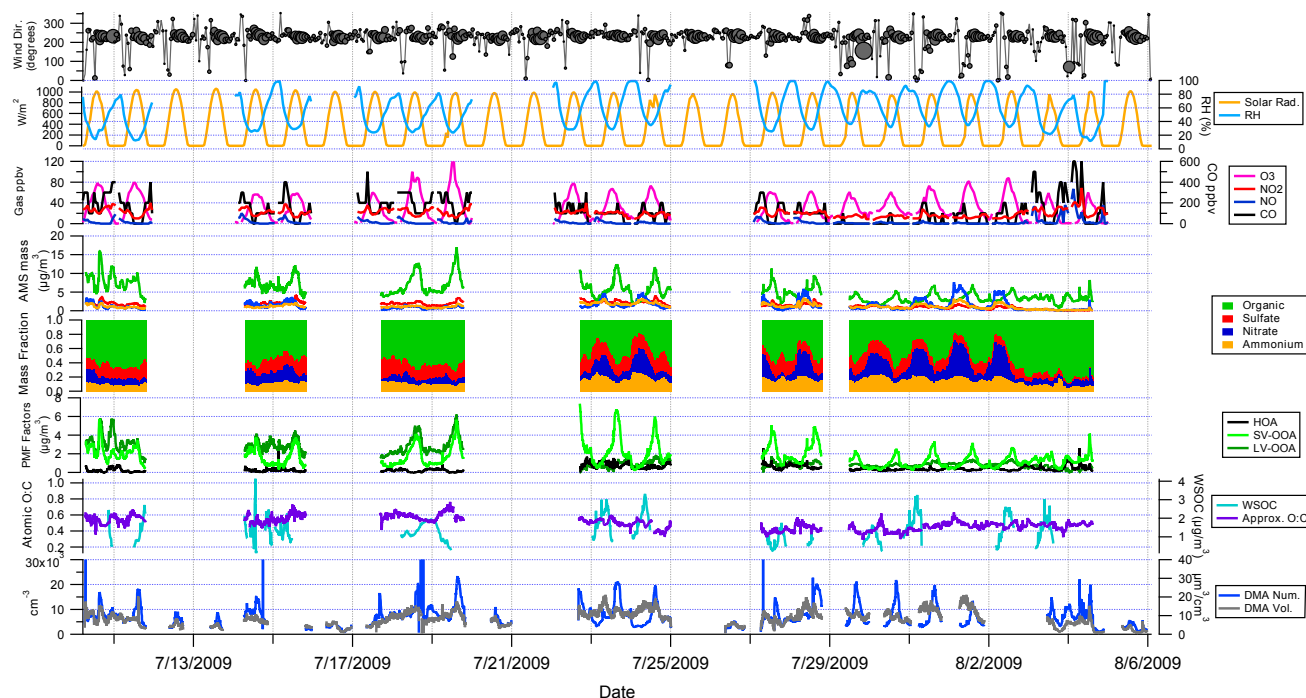 Wind Dir.
(degrees)
300
200
100
0
W/m²
1000
800
600
400
200
0
100
80
60
40
20
0
RH (%)
Solar Rad.
RH
Gas ppbv
120
80
40
0
600
400
200
0
CO ppbv
O3
NO2
NO
CO
AMS mass
(µg/m³)
20
15
10
5
0
Mass Fraction
1.0
0.8
0.6
0.4
0.2
0.0
Organic
Sulfate
Nitrate
Ammonium
PMF Factors
(µg/m³)
8
6
4
2
0
HOA
SV-OOA
LV-OOA
Atomic O:C
1.0
0.8
0.6
0.4
0.2
4
3
2
1
WSOC (µg/m³)
WSOC
Approx. O:C
cm⁻³
30x10³
20
10
0
40
30
20
10
0
µm³/cm³
DMA Num.
DMA Vol.
7/13/2009
7/17/2009
7/21/2009
7/25/2009
7/29/2009
8/2/2009
8/6/2009
Date